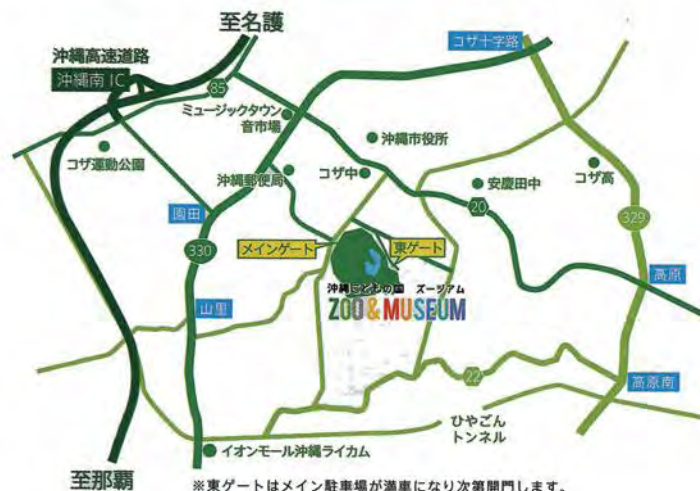 至名護
コザ十字路
沖縄高速道路
沖縄南IC
85
ミュージックタウン
音市場
沖縄市役所
コザ運動公園
沖縄郵便局
コザ中
安慶田中
コザ高
園田
20
329
メインゲート
東ゲート
330
高原
沖縄こどもの国 ズージアム
ZOO & MUSEUM
山里
22
高原南
ひやごん
トンネル
イオンモール沖縄ライカム
至那覇
※東ゲートはメイン駐車場が満車になり次第開門します。